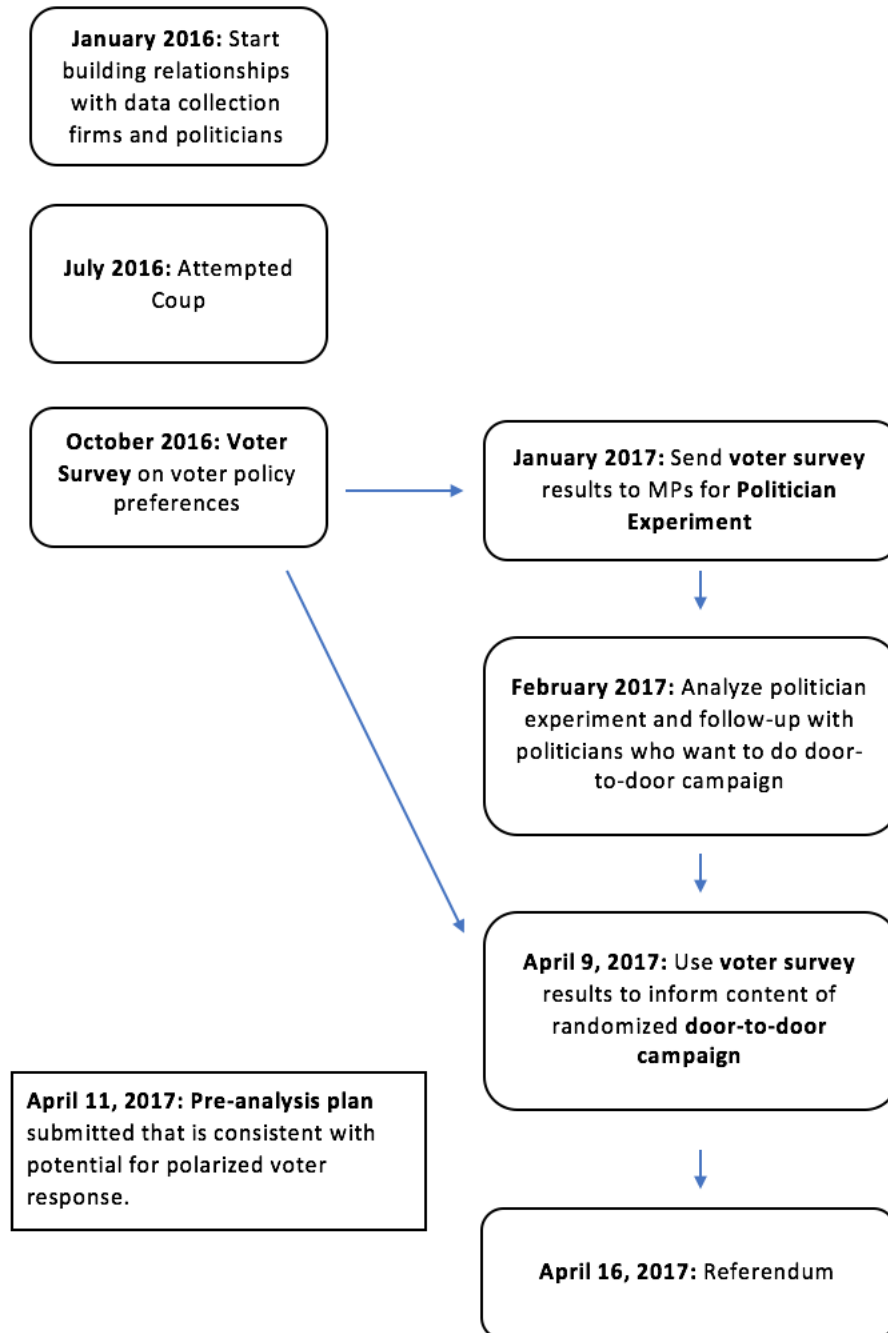 January 2016: Start
building relationships
with data collection
firms and politicians
July 2016: Attempted
Coup
October 2016: Voter
Survey on voter policy
preferences
January 2017: Send voter survey
results to MPs for Politician
Experiment
February 2017: Analyze politician
experiment and follow-up with
politicians who want to do door-
to-door campaign
April 9, 2017: Use voter survey
results to inform content of
randomized door-to-door
campaign
April 11, 2017: Pre-analysis plan
submitted that is consistent with
potential for polarized voter
response.
April 16, 2017: Referendum